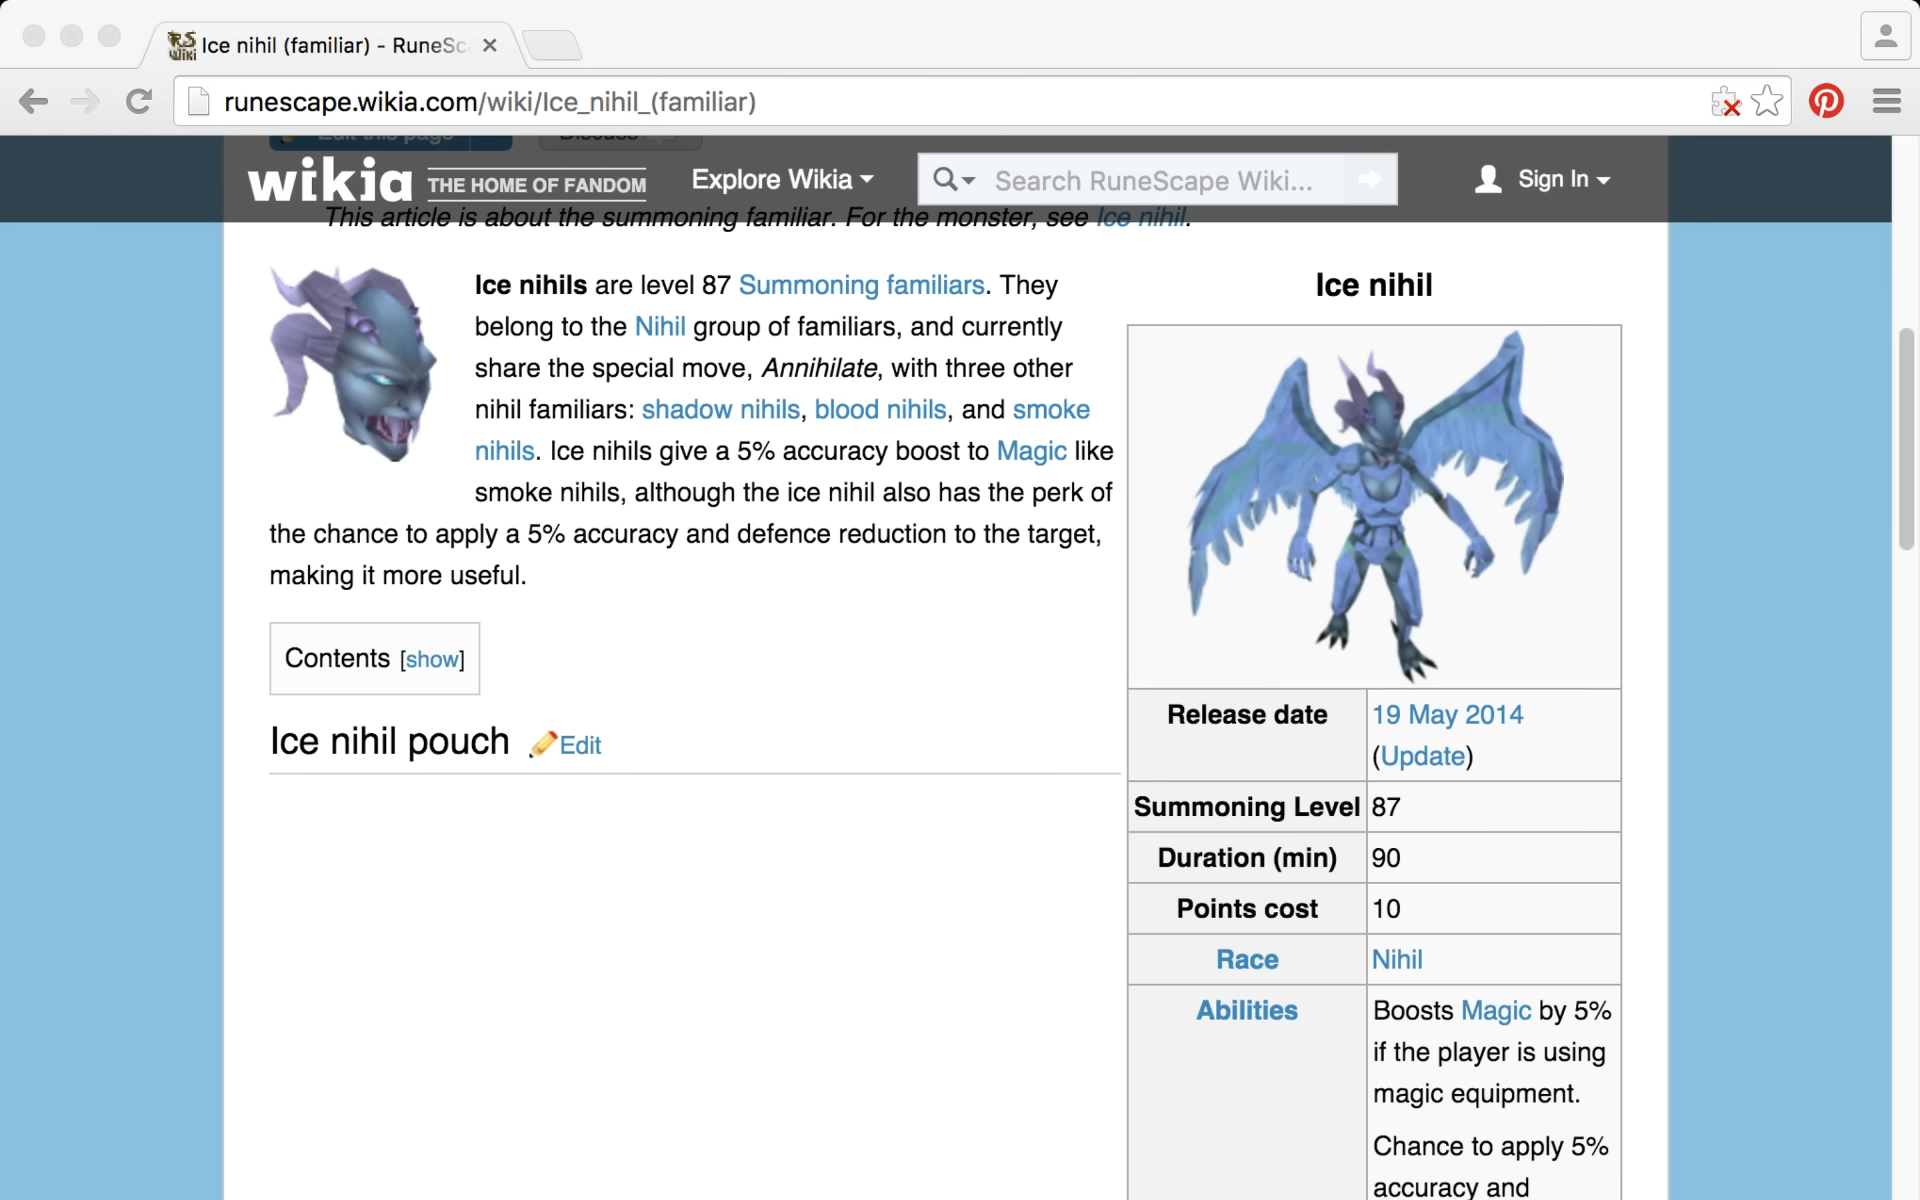 Ice nihil (familiar) - RuneSc
runescape.wikia.com/wiki/Ice_nihil_(familiar)
Edit this page
Discuss
wikia THE HOME OF FANDOM
Explore Wikia
Search RuneScape Wiki...
Sign In
This article is about the summoning familiar. For the monster, see Ice nihil.
Ice nihils are level 87 Summoning familiars. They
belong to the Nihil group of familiars, and currently
share the special move, Annihilate, with three other
nihil familiars: shadow nihils, blood nihils, and smoke
nihils. Ice nihils give a 5% accuracy boost to Magic like
smoke nihils, although the ice nihil also has the perk of
the chance to apply a 5% accuracy and defence reduction to the target,
making it more useful.
Contents [show]
Ice nihil pouch Edit
Ice nihil
Release date 19 May 2014
(Update)
Summoning Level 87
Duration (min) 90
Points cost 10
Race Nihil
Abilities Boosts Magic by 5%
if the player is using
magic equipment.
Chance to apply 5%
accuracy and